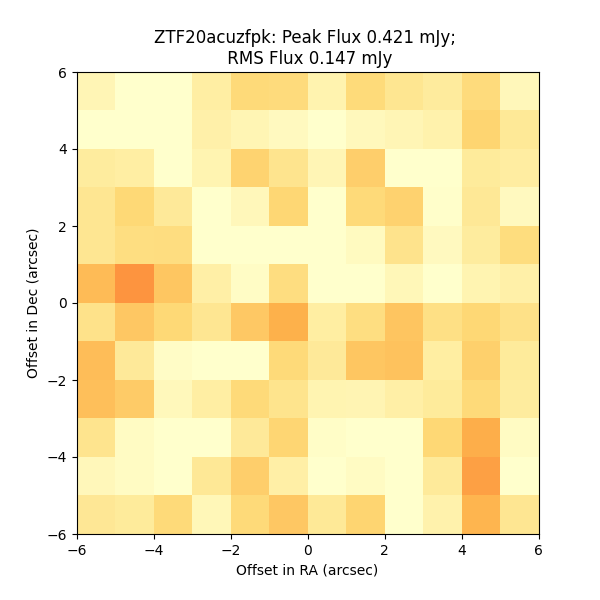 ZTF20acuzfpk: Peak Flux 0.421 mJy;
RMS Flux 0.147 mJy
6
4
2
0
−2
−4
−6
Offset in Dec (arcsec)
−6 −4 −2 0 2 4 6
Offset in RA (arcsec)